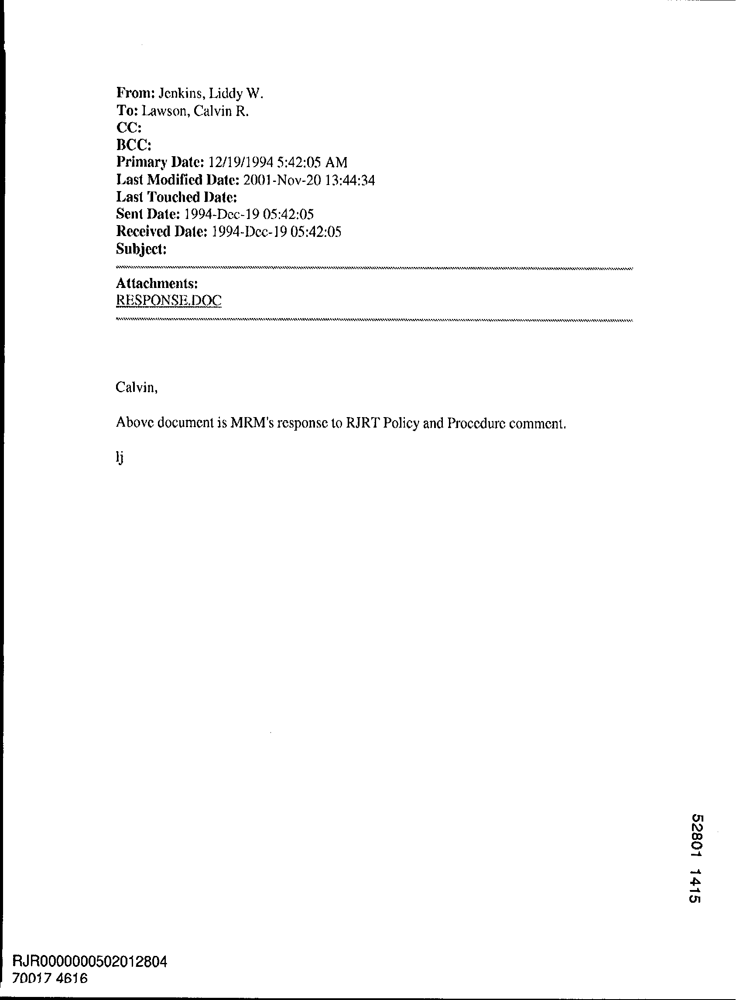 From: Jenkins, Liddy W.
To: Lawson, Calvin R.
CC:
BCC:
Primary Date: 12/19/1994 5:42:05 AM
Last Modified Date: 2001-Nov-20 13:44:34
Last Touched Date:
Sent Date: 1994-Dec-19 05:42:05
Received Date: 1994-Dec-19 05:42:05
Subject:
Attachments:
RESPONSE.DOC
Calvin,
Above document is MRM's response to RJRT Policy and Procedure comment.
lj
52801 1415
RJR0000000502012804
70017 4616